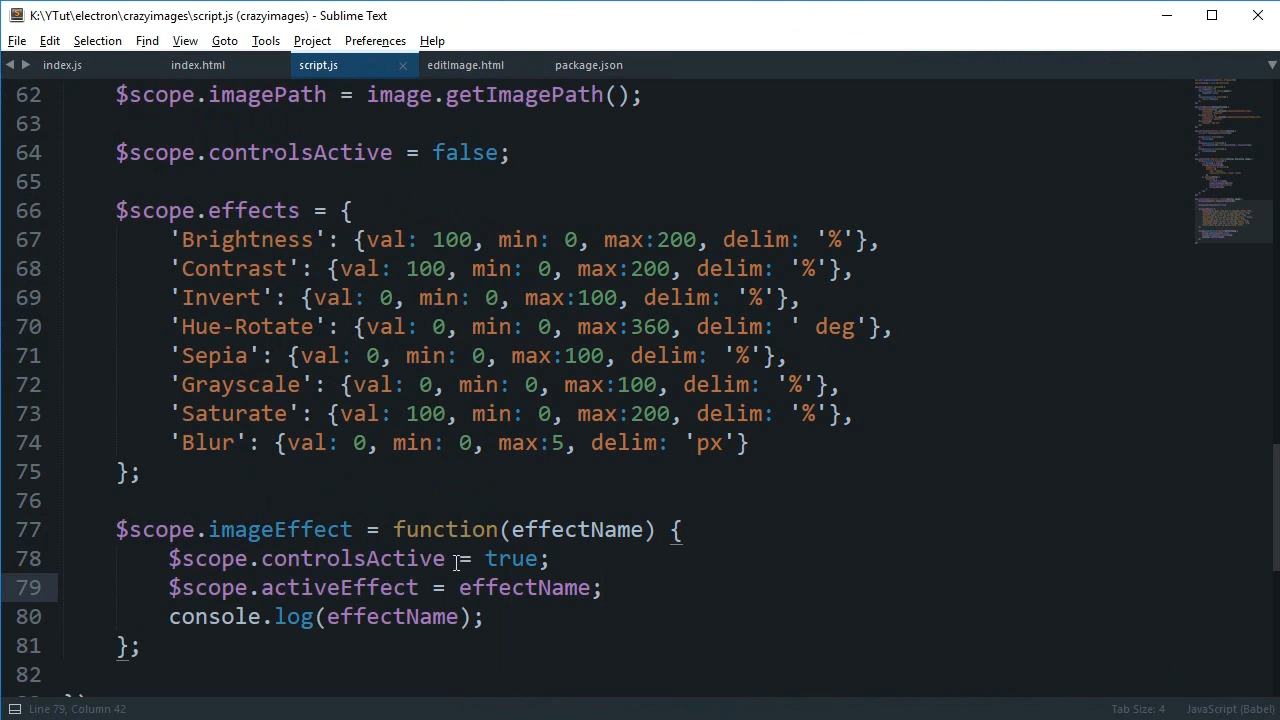 K:\YTut\electron\crazyimages\script.js (crazyimages) - Sublime Text
File Edit Selection Find View Goto Tools Project Preferences Help
index.js index.html script.js editImage.html package.json
62 $scope.imagePath = image.getImagePath();
63
64 $scope.controlsActive = false;
65
66 $scope.effects = {
67 'Brightness': {val: 100, min: 0, max:200, delim: '%'},
68 'Contrast': {val: 100, min: 0, max:200, delim: '%'},
69 'Invert': {val: 0, min: 0, max:100, delim: '%'},
70 'Hue-Rotate': {val: 0, min: 0, max:360, delim: ' deg'},
71 'Sepia': {val: 0, min: 0, max:100, delim: '%'},
72 'Grayscale': {val: 0, min: 0, max:100, delim: '%'},
73 'Saturate': {val: 100, min: 0, max:200, delim: '%'},
74 'Blur': {val: 0, min: 0, max:5, delim: 'px'}
75 };
76
77 $scope.imageEffect = function(effectName) {
78 $scope.controlsActive = true;
79 $scope.activeEffect = effectName;
80 console.log(effectName);
81 };
82
Line 79, Column 42 Tab Size: 4 JavaScript (Babel)